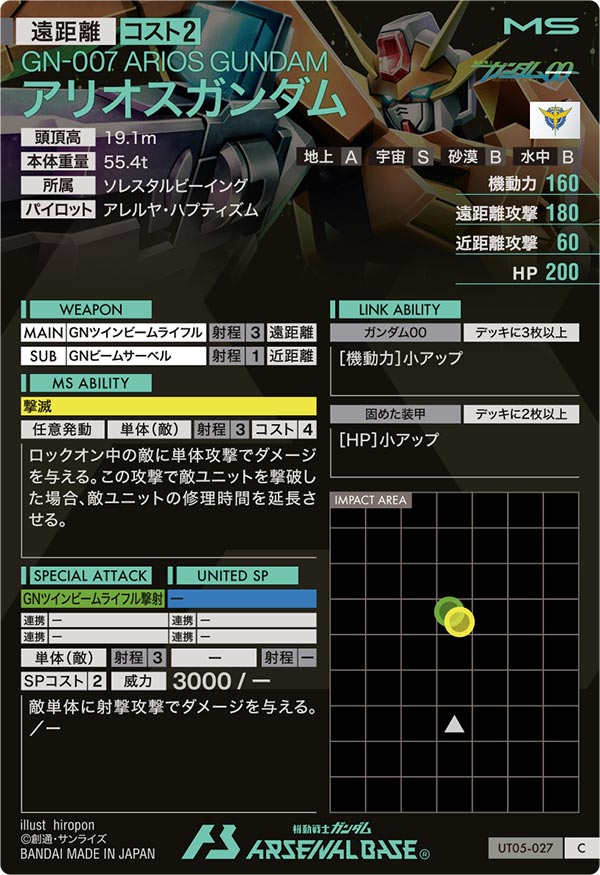 遠距離 コスト2
MS
GN-007 ARIOS GUNDAM
アリオスガンダム
機動戦士ガンダム00
頭頂高 19.1m
本体重量 55.4t
所属 ソレスタルビーイング
パイロット アレルヤ・ハプティズム
地上 A 宇宙 S 砂漠 B 水中 B
機動力 160
遠距離攻撃 180
近距離攻撃 60
HP 200
WEAPON
MAIN GNツインビームライフル 射程 3 遠距離
SUB GNビームサーベル 射程 1 近距離
MS ABILITY
撃滅
任意発動 単体（敵） 射程 3 コスト 4
ロックオン中の敵に単体攻撃でダメージ
を与える。この攻撃で敵ユニットを撃破し
た場合、敵ユニットの修理時間を延長さ
せる。
SPECIAL ATTACK UNITED SP
GNツインビームライフル撃射 ー
連携 ー 連携 ー
連携 ー 連携 ー
単体（敵） 射程 3 ー 射程 ー
SPコスト 2 威力 3000 / ー
敵単体に射撃攻撃でダメージを与える。
／ー
LINK ABILITY
ガンダム00 デッキに3枚以上
［機動力］小アップ
固めた装甲 デッキに2枚以上
［HP］小アップ
IMPACT AREA
illust hiropon
©創通・サンライズ
BANDAI MADE IN JAPAN
機動戦士ガンダム
ARSENAL BASE®
UT05-027 C